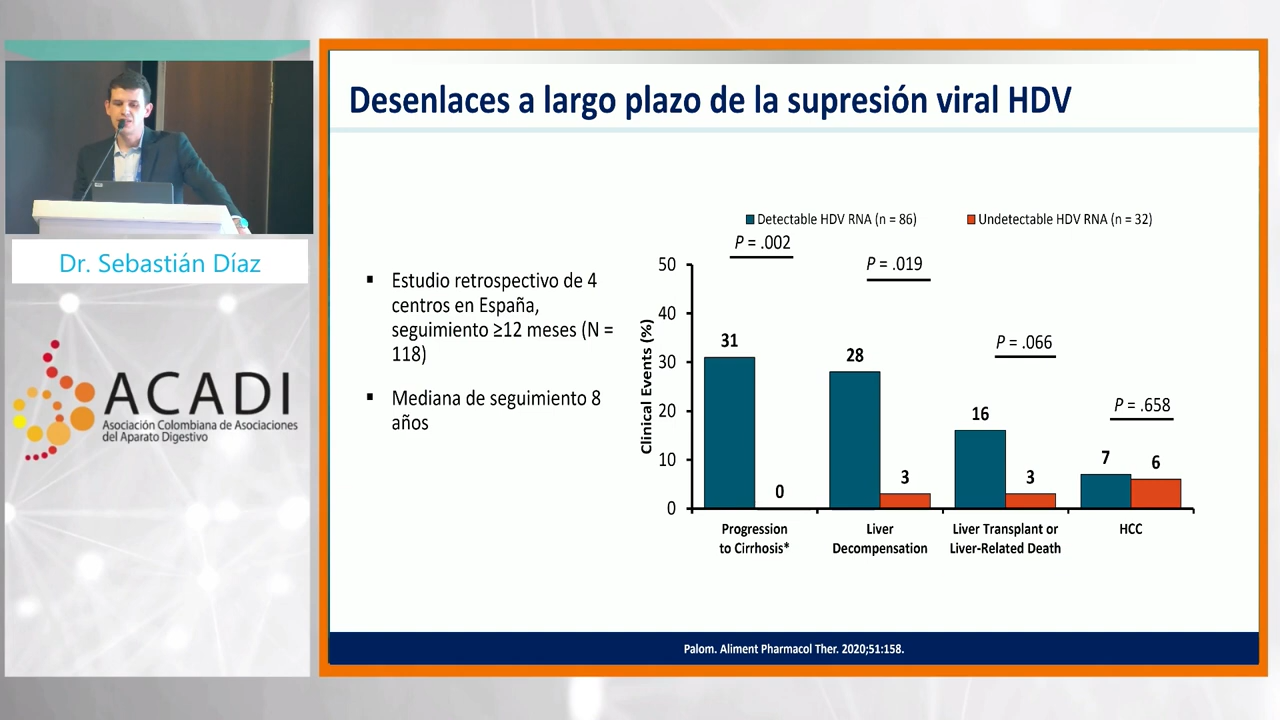 Dr. Sebastián Díaz
ACADI
Asociación Colombiana de Asociaciones
del Aparato Digestivo
Desenlaces a largo plazo de la supresión viral HDV
▪ Estudio retrospectivo de 4
centros en España,
seguimiento ≥12 meses (N =
118)
▪ Mediana de seguimiento 8
años
Detectable HDV RNA (n = 86)
Undetectable HDV RNA (n = 32)
P = .002
P = .019
P = .066
P = .658
Clinical Events (%)
50
40
30
20
10
0
31
0
28
3
16
3
7
6
Progression
to Cirrhosis*
Liver
Decompensation
Liver Transplant or
Liver-Related Death
HCC
Palom. Aliment Pharmacol Ther. 2020;51:158.